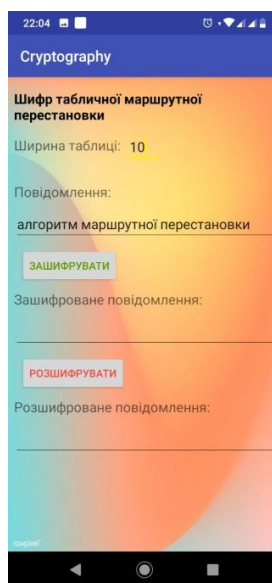 22:04
Cryptography
Шифр табличної маршрутної
перестановки
Ширина таблиці: 10
Повідомлення:
алгоритм маршрутної перестановки
ЗАШИФРУВАТИ
Зашифроване повідомлення:
РОЗШИФРУВАТИ
Розшифроване повідомлення:
rawpixel